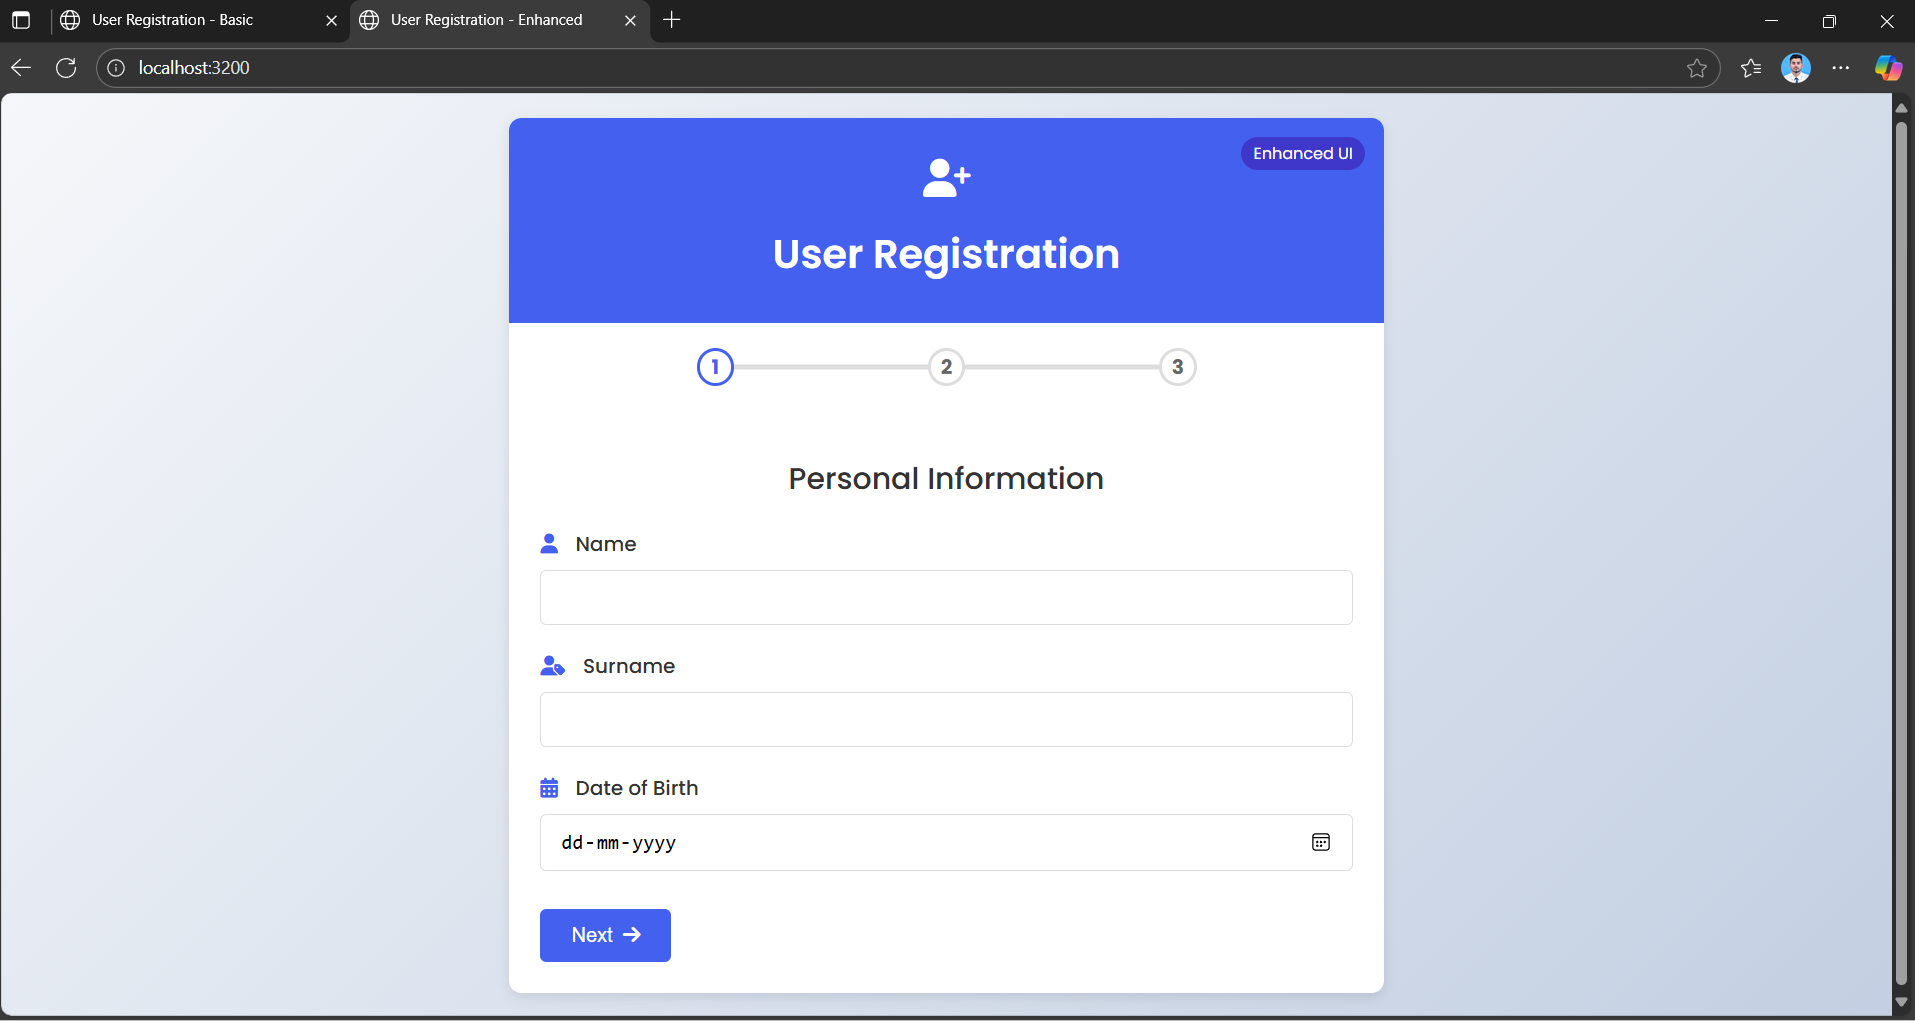 User Registration - Basic
User Registration - Enhanced
localhost:3200
Enhanced UI
User Registration
1
2
3
Personal Information
Name
Surname
Date of Birth
dd-mm-yyyy
Next